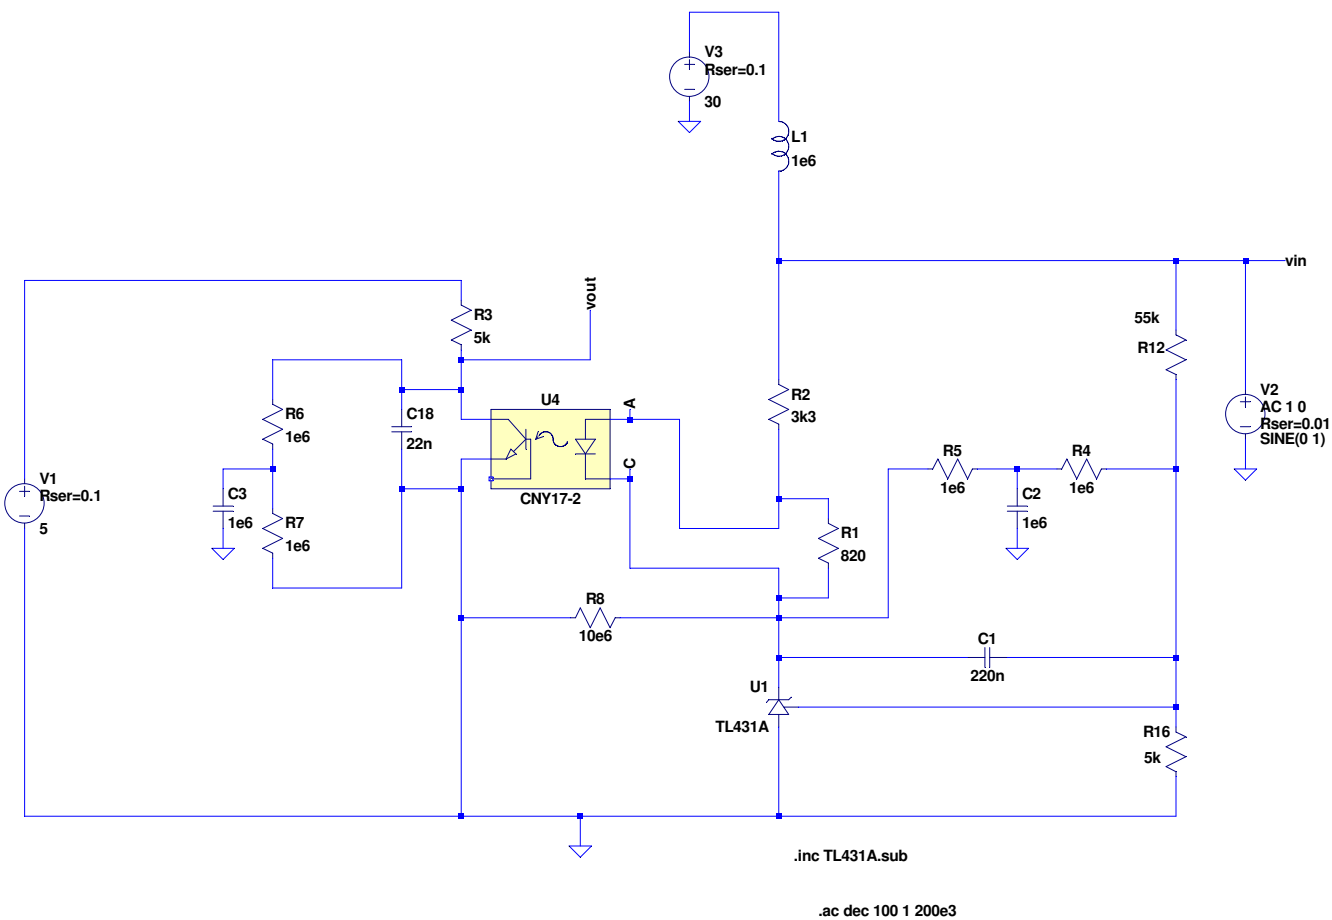 V3
Rser=0.1
30
L1
1e6
vin
vout
R3
5k
55k
R12
R2
3k3
V2
AC 1 0
Rser=0.01
SINE(0 1)
U4
A
R6
1e6
C18
22n
C
CNY17-2
R5
1e6
R4
1e6
V1
Rser=0.1
5
C3
1e6
R7
1e6
C2
1e6
R1
820
R8
10e6
C1
220n
U1
TL431A
R16
5k
.inc TL431A.sub
.ac dec 100 1 200e3